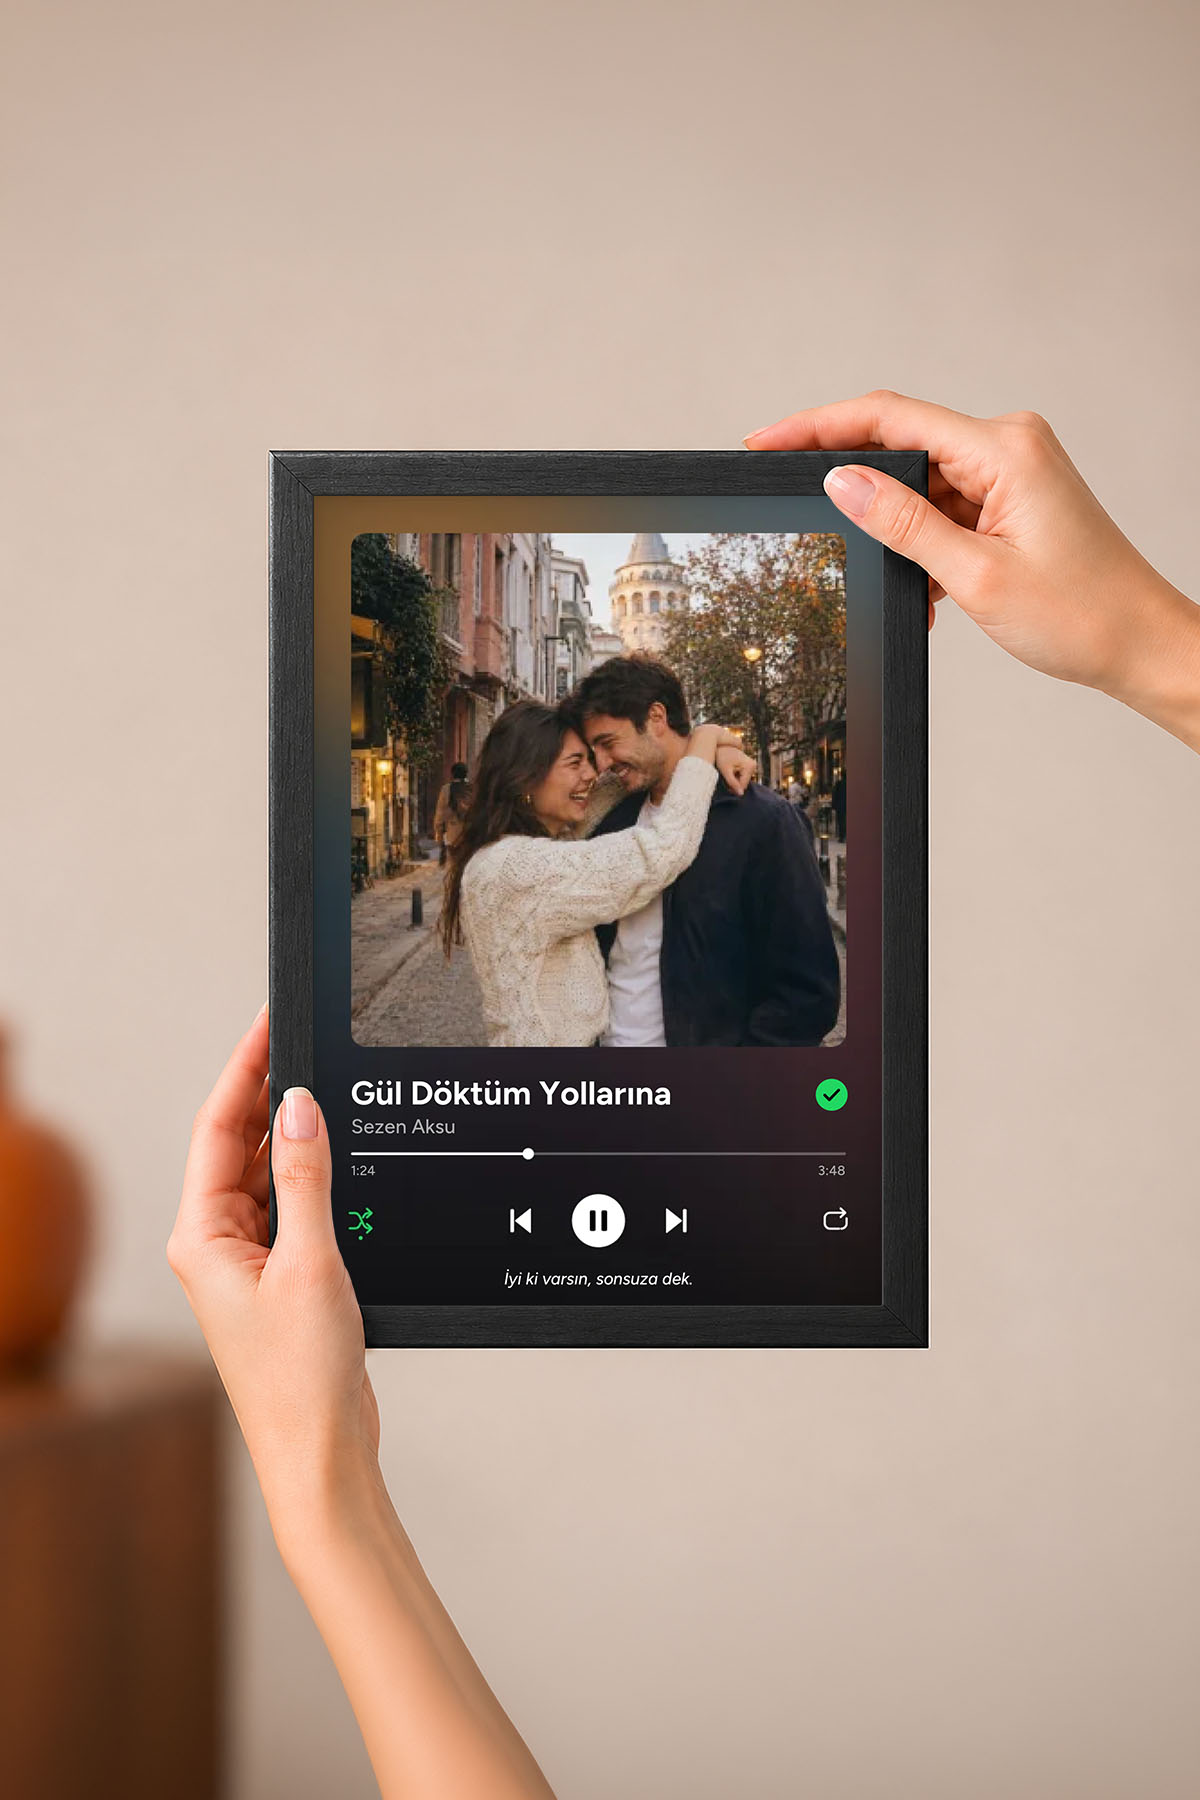 Gül Döktüm Yollarına
Sezen Aksu
1:24
3:48
İyi ki varsın, sonsuza dek.